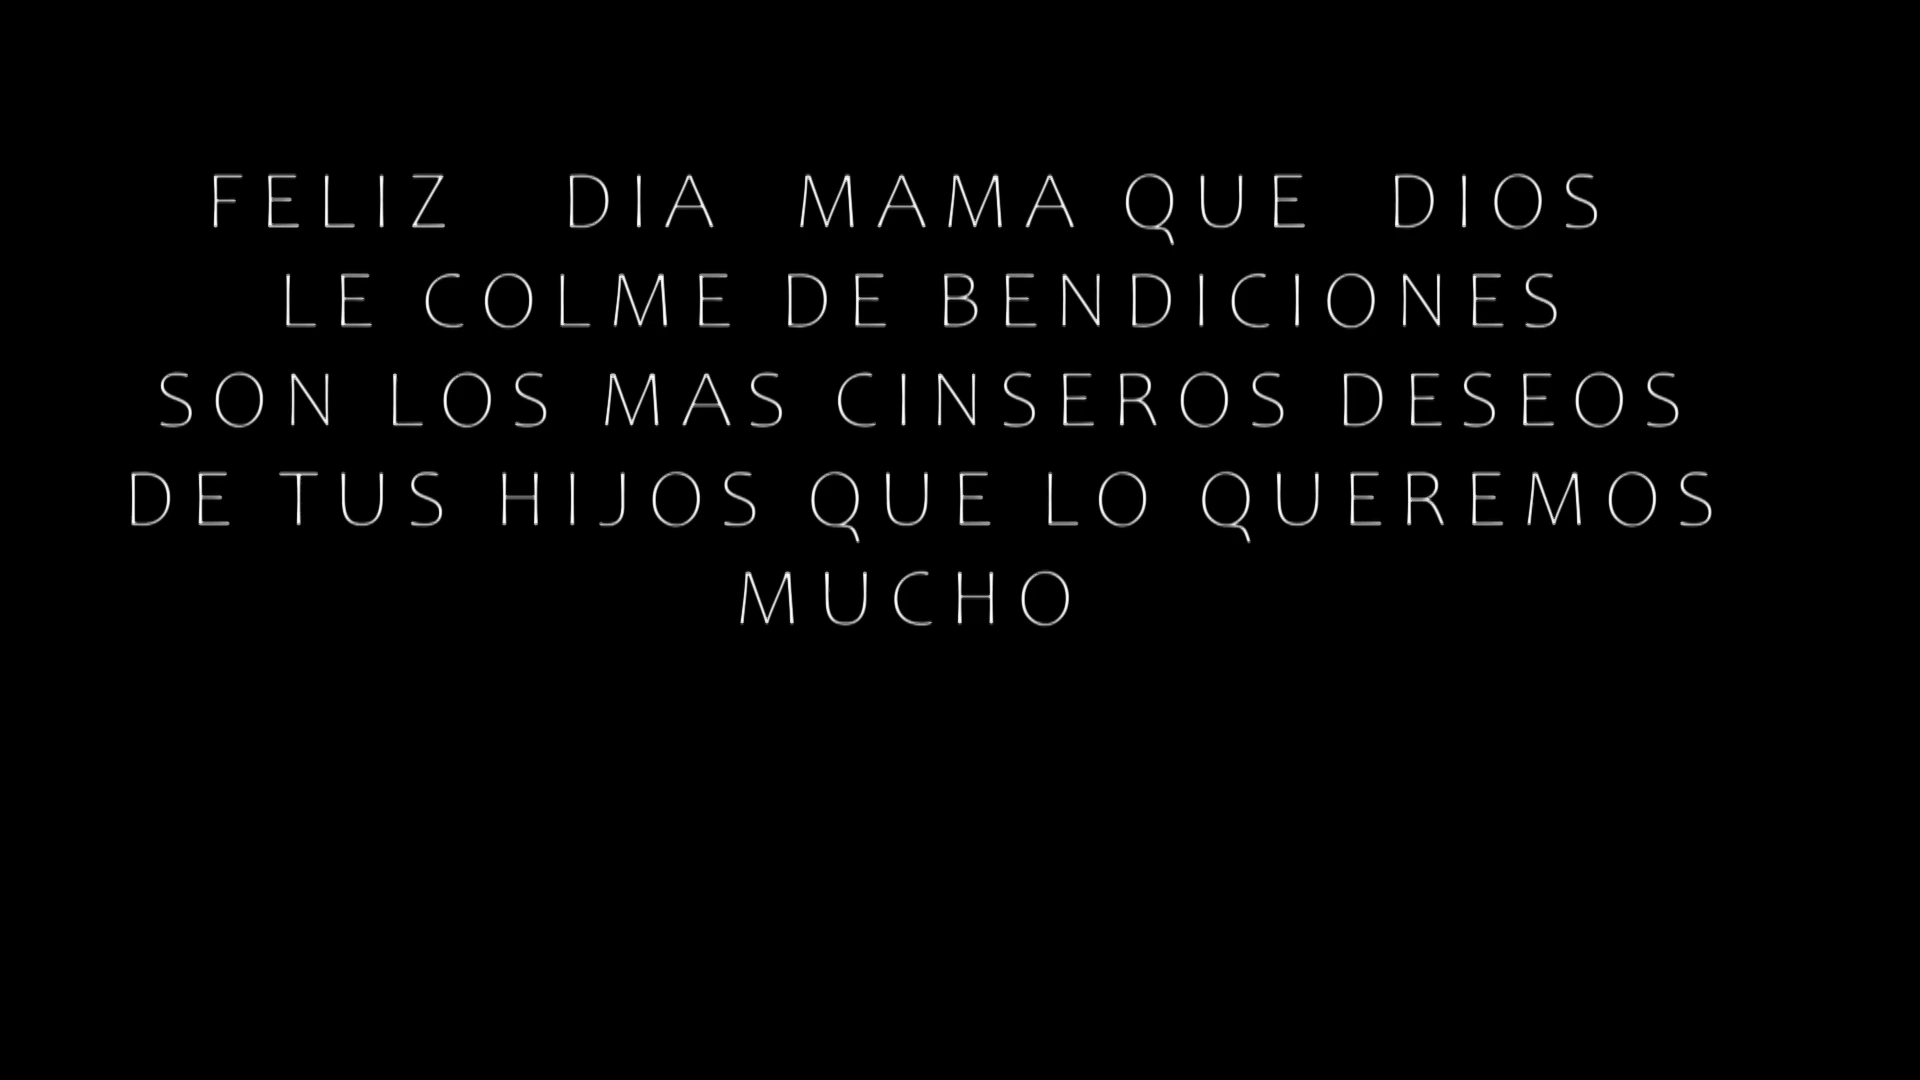 FELIZ DIA MAMA QUE DIOS
LE COLME DE BENDICIONES
SON LOS MAS CINSEROS DESEOS
DE TUS HIJOS QUE LO QUEREMOS
MUCHO